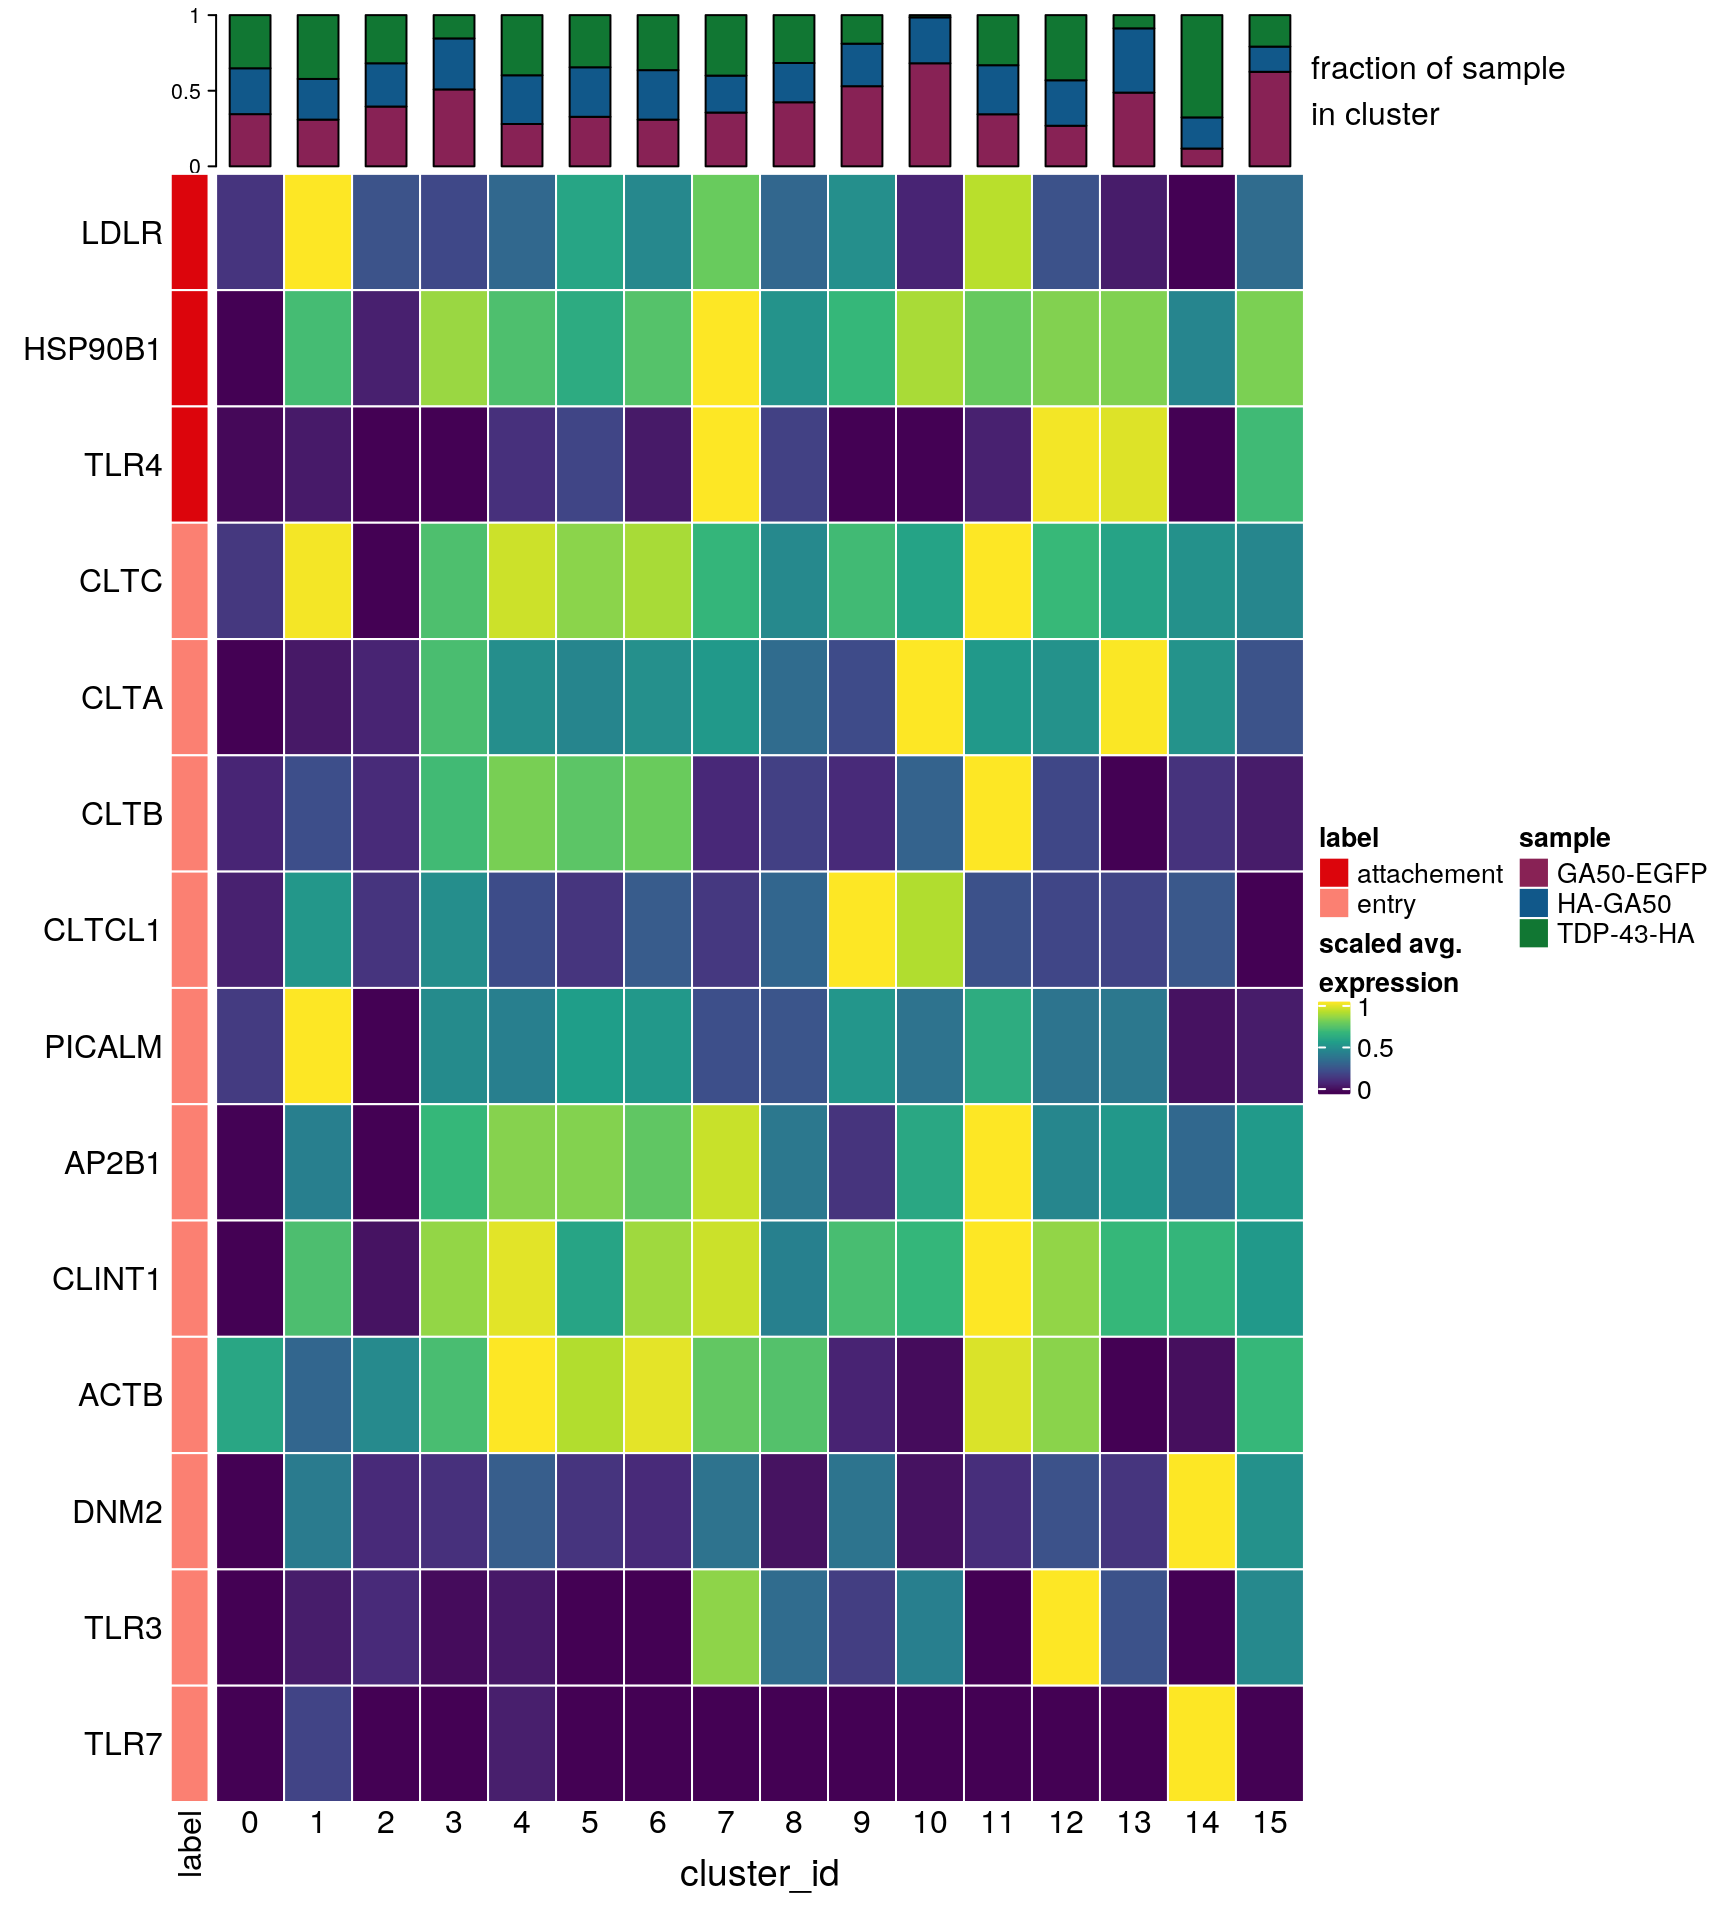 1
0.5
0
fraction of sample
in cluster
LDLR
HSP90B1
TLR4
CLTC
CLTA
CLTB
CLTCL1
PICALM
AP2B1
CLINT1
ACTB
DNM2
TLR3
TLR7
label
0 1 2 3 4 5 6 7 8 9 10 11 12 13 14 15
cluster_id
label
attachement
entry
scaled avg.
expression
1
0.5
0
sample
GA50-EGFP
HA-GA50
TDP-43-HA